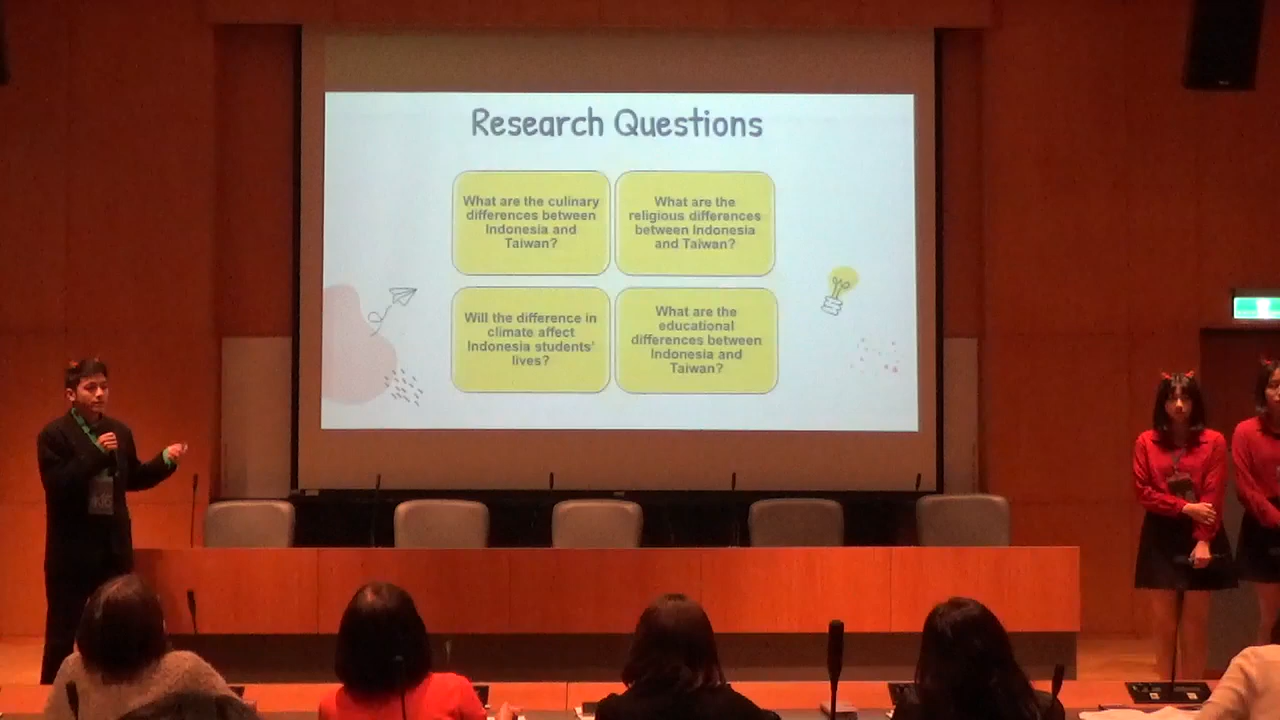 Research Questions
What are the culinary
differences between
Indonesia and
Taiwan?
What are the
religious differences
between Indonesia
and Taiwan?
Will the difference in
climate affect
Indonesia students'
lives?
What are the
educational
differences between
Indonesia and
Taiwan?